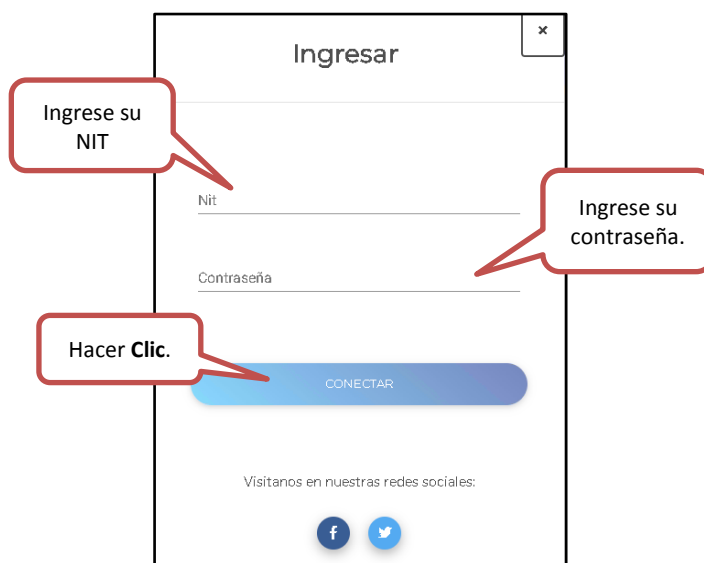 Ingresar
×
Ingrese su
NIT
Nit
Ingrese su
contraseña.
Contraseña
Hacer Clic.
CONECTAR
Visitanos en nuestras redes sociales:
f